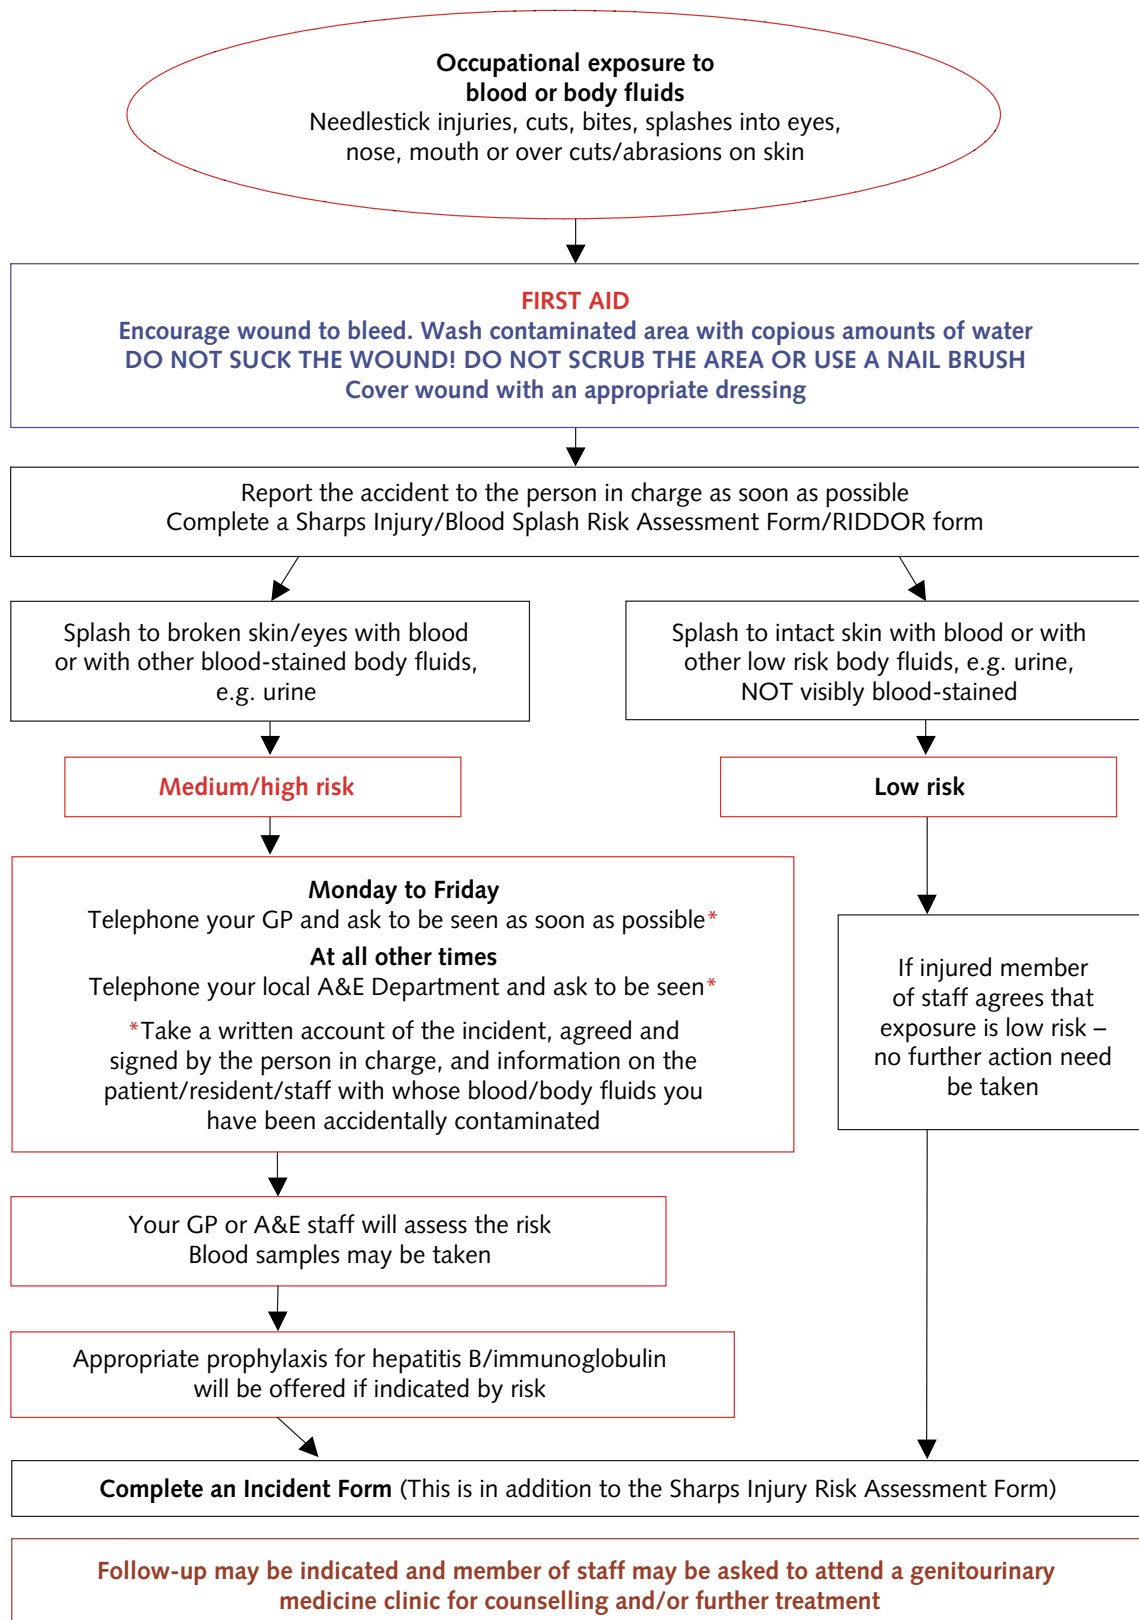 Occupational exposure to
blood or body fluids
Needlestick injuries, cuts, bites, splashes into eyes,
nose, mouth or over cuts/abrasions on skin
FIRST AID
Encourage wound to bleed. Wash contaminated area with copious amounts of water
DO NOT SUCK THE WOUND! DO NOT SCRUB THE AREA OR USE A NAIL BRUSH
Cover wound with an appropriate dressing
Report the accident to the person in charge as soon as possible
Complete a Sharps Injury/Blood Splash Risk Assessment Form/RIDDOR form
Splash to broken skin/eyes with blood
or with other blood-stained body fluids,
e.g. urine
Splash to intact skin with blood or with
other low risk body fluids, e.g. urine,
NOT visibly blood-stained
Medium/high risk
Low risk
Monday to Friday
Telephone your GP and ask to be seen as soon as possible*
At all other times
Telephone your local A&E Department and ask to be seen*
*Take a written account of the incident, agreed and
signed by the person in charge, and information on the
patient/resident/staff with whose blood/body fluids you
have been accidentally contaminated
If injured member
of staff agrees that
exposure is low risk –
no further action need
be taken
Your GP or A&E staff will assess the risk
Blood samples may be taken
Appropriate prophylaxis for hepatitis B/immunoglobulin
will be offered if indicated by risk
Complete an Incident Form (This is in addition to the Sharps Injury Risk Assessment Form)
Follow-up may be indicated and member of staff may be asked to attend a genitourinary
medicine clinic for counselling and/or further treatment